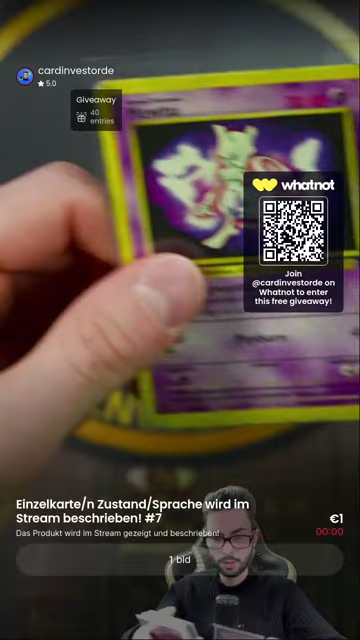 cardinvestorde
★ 5.0
Giveaway
40
entries
whatnot
Join
@cardinvestorde on
Whatnot to enter
this free giveaway!
Einzelkarte/n Zustand/Sprache wird im
Stream beschrieben! #7
€1
Das Produkt wird im Stream gezeigt und beschrieben!
00:00
1 bid